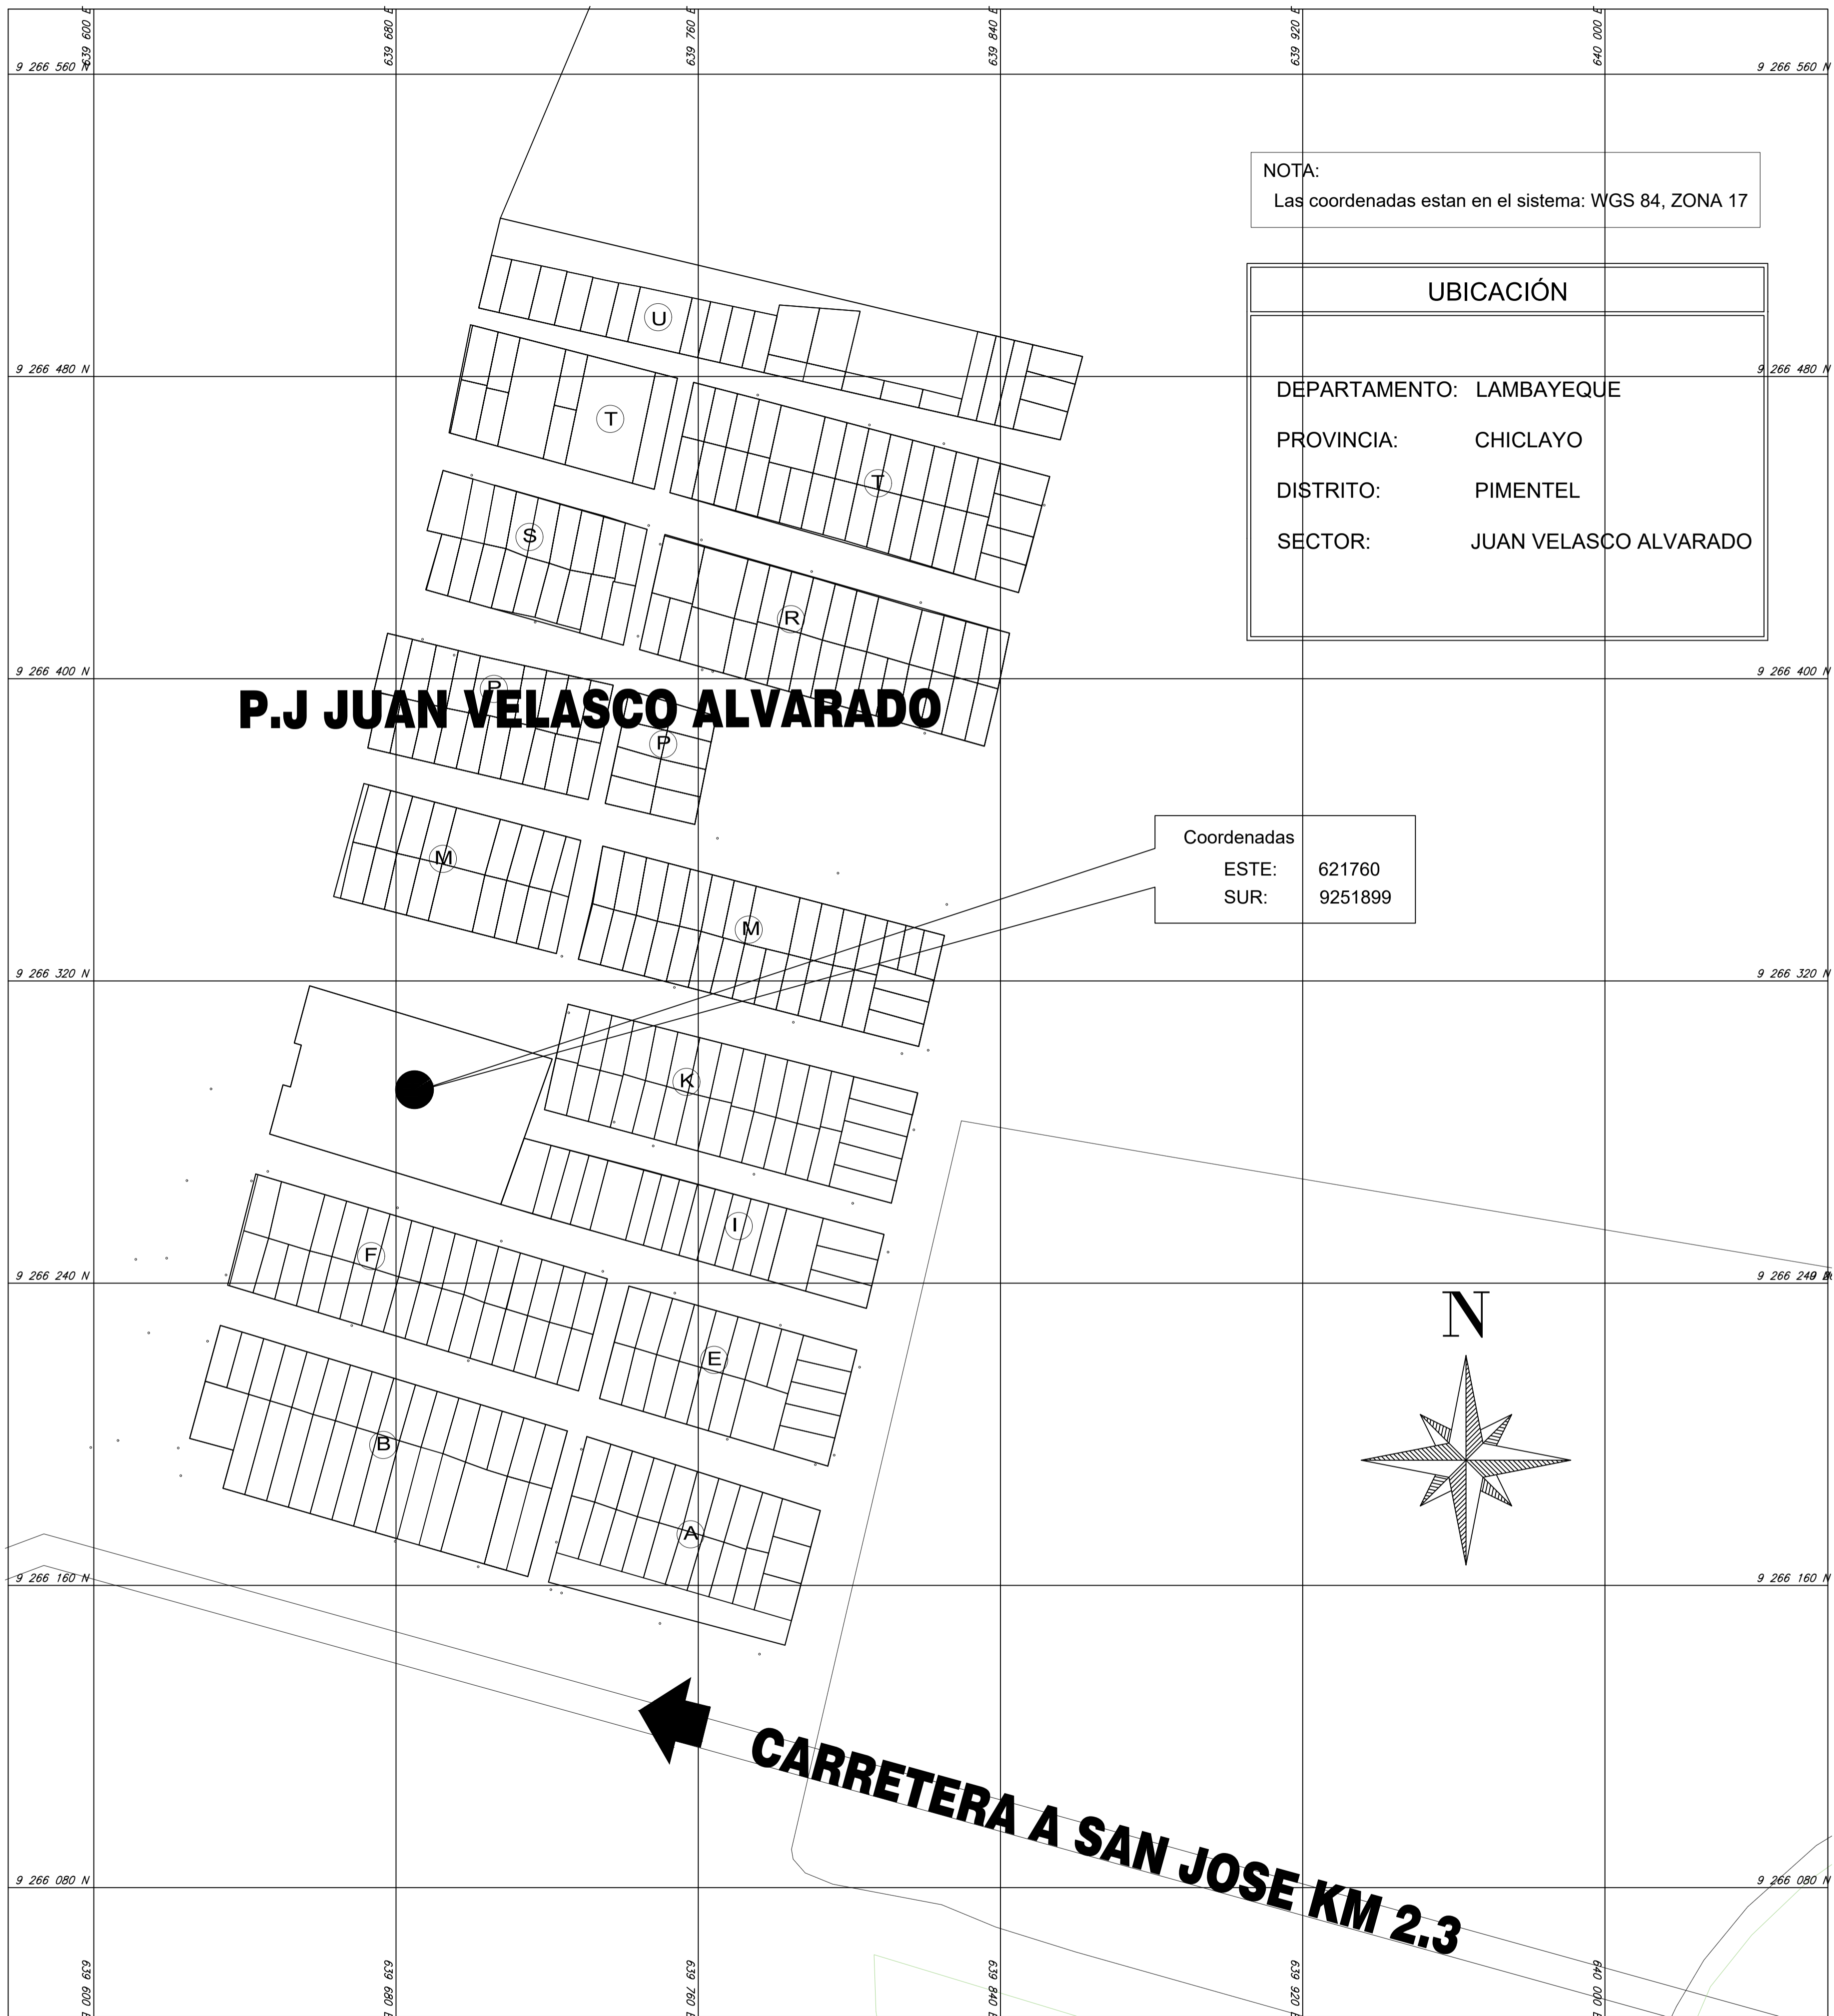 639 600 E
639 680 E
639 760 E
639 840 E
639 920 E
640 000 E
9 266 560 N
9 266 560 N
NOTA:
Las coordenadas estan en el sistema: WGS 84, ZONA 17
UBICACIÓN
U
9 266 480 N
9 266 480 N
DEPARTAMENTO: LAMBAYEQUE
T
PROVINCIA: CHICLAYO
T
DISTRITO: PIMENTEL
S
SECTOR: JUAN VELASCO ALVARADO
R
9 266 400 N
9 266 400 N
P
P.J JUAN VELASCO ALVARADO
P
Coordenadas
M
ESTE: 621760
SUR: 9251899
M
9 266 320 N
9 266 320 N
K
I
F
9 266 240 N
9 266 240 N
N
E
B
A
9 266 160 N
9 266 160 N
CARRETERA A SAN JOSE KM 2.3
9 266 080 N
9 266 080 N
639 600 E
639 680 E
639 760 E
639 840 E
639 920 E
640 000 E